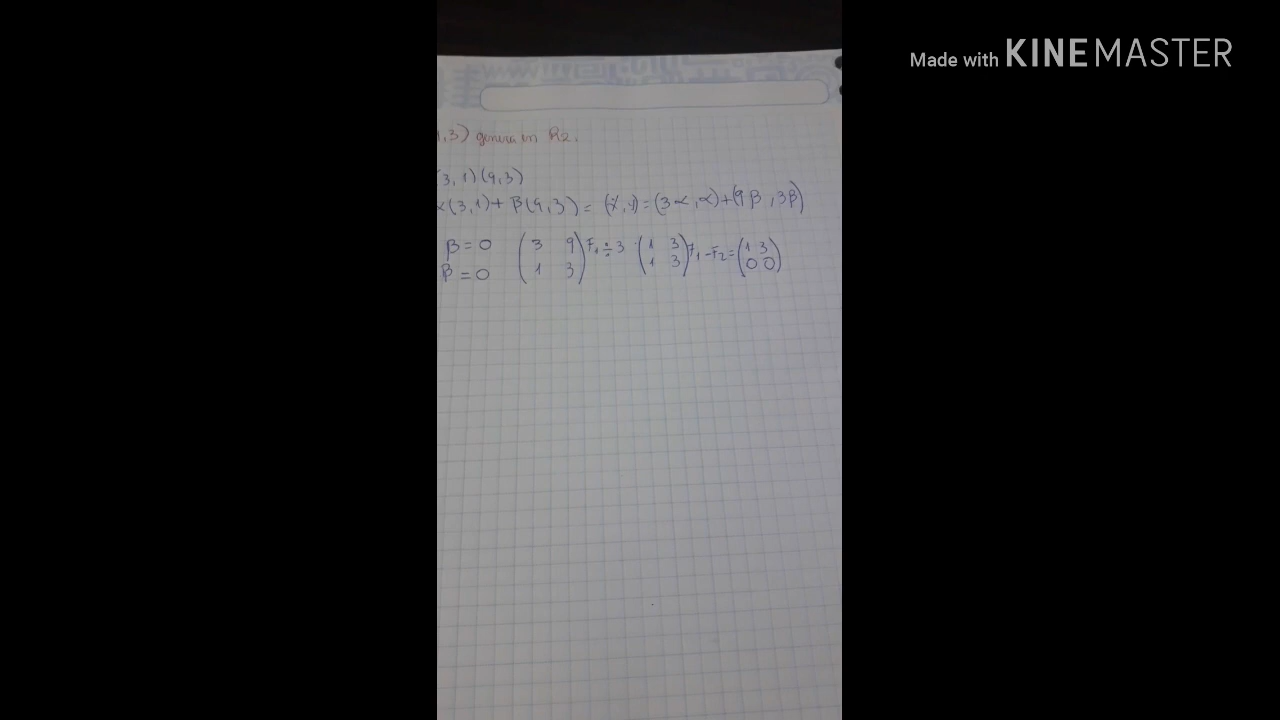 Made with KINEMASTER
,3) genera en R2.
(3,1)(9,3)
α(3,1)+β(9,3)=(x,y)=(3α,α)+(9β,3β)
β=0 (3 9) F₁÷3 (1 3) F₁-F₂=(1 3)
β=0 (1 3) (1 3) (0 0)